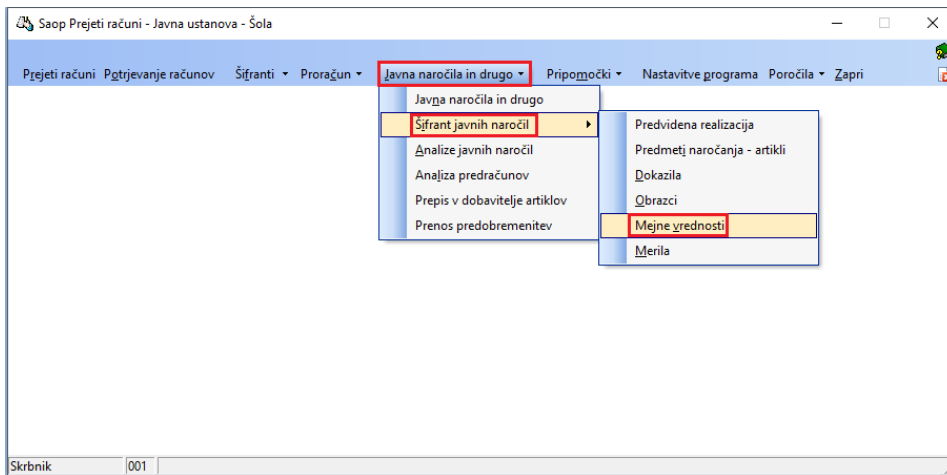 Saop Prejeti računi - Javna ustanova - Šola
Prejeti računi Potrjevanje računov Šifranti Proračun Javna naročila in drugo Pripomočki Nastavitve programa Poročila Zapri
Javna naročila in drugo
Šifrant javnih naročil
Analize javnih naročil
Analiza predračunov
Prepis v dobavitelje artiklov
Prenos predobremenitev
Predvidena realizacija
Predmeti naročanja - artikli
Dokazila
Obrazci
Mejne vrednosti
Merila
Skrbnik 001